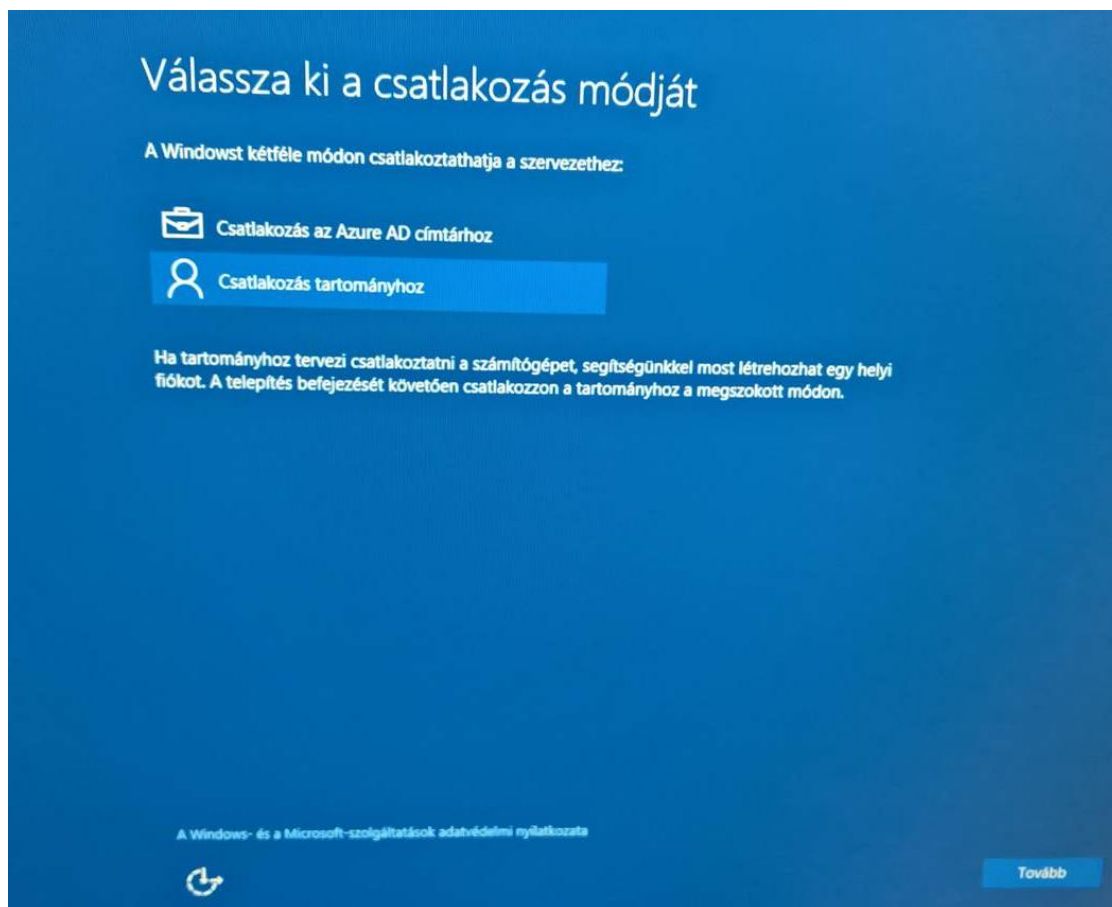 Válassza ki a csatlakozás módját
A Windowst kétféle módon csatlakoztathatja a szervezethez:
Csatlakozás az Azure AD címtárhoz
Csatlakozás tartományhoz
Ha tartományhoz tervezi csatlakoztatni a számítógépet, segítségünkkel most létrehozhat egy helyi
fiókot. A telepítés befejezését követően csatlakozzon a tartományhoz a megszokott módon.
A Windows- és a Microsoft-szolgáltatások adatvédelmi nyilatkozata
Tovább